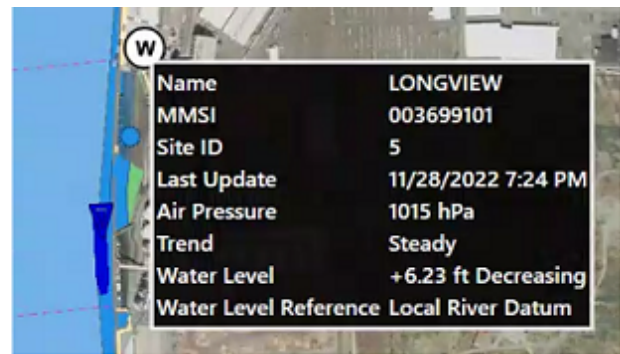 W
Name LONGVIEW
MMSI 003699101
Site ID 5
Last Update 11/28/2022 7:24 PM
Air Pressure 1015 hPa
Trend Steady
Water Level +6.23 ft Decreasing
Water Level Reference Local River Datum